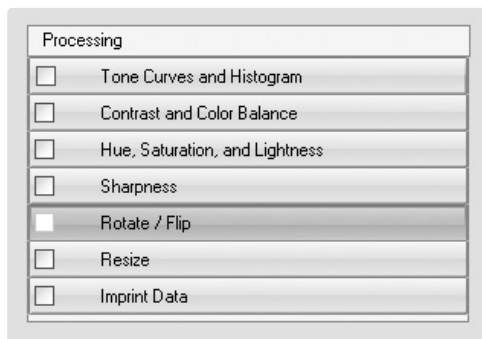 Processing
Tone Curves and Histogram
Contrast and Color Balance
Hue, Saturation, and Lightness
Sharpness
Rotate / Flip
Resize
Imprint Data